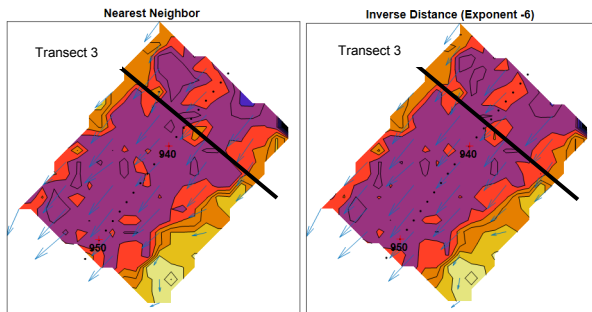 Nearest Neighbor
Transect 3
940
950
Inverse Distance (Exponent -6)
Transect 3
940
950